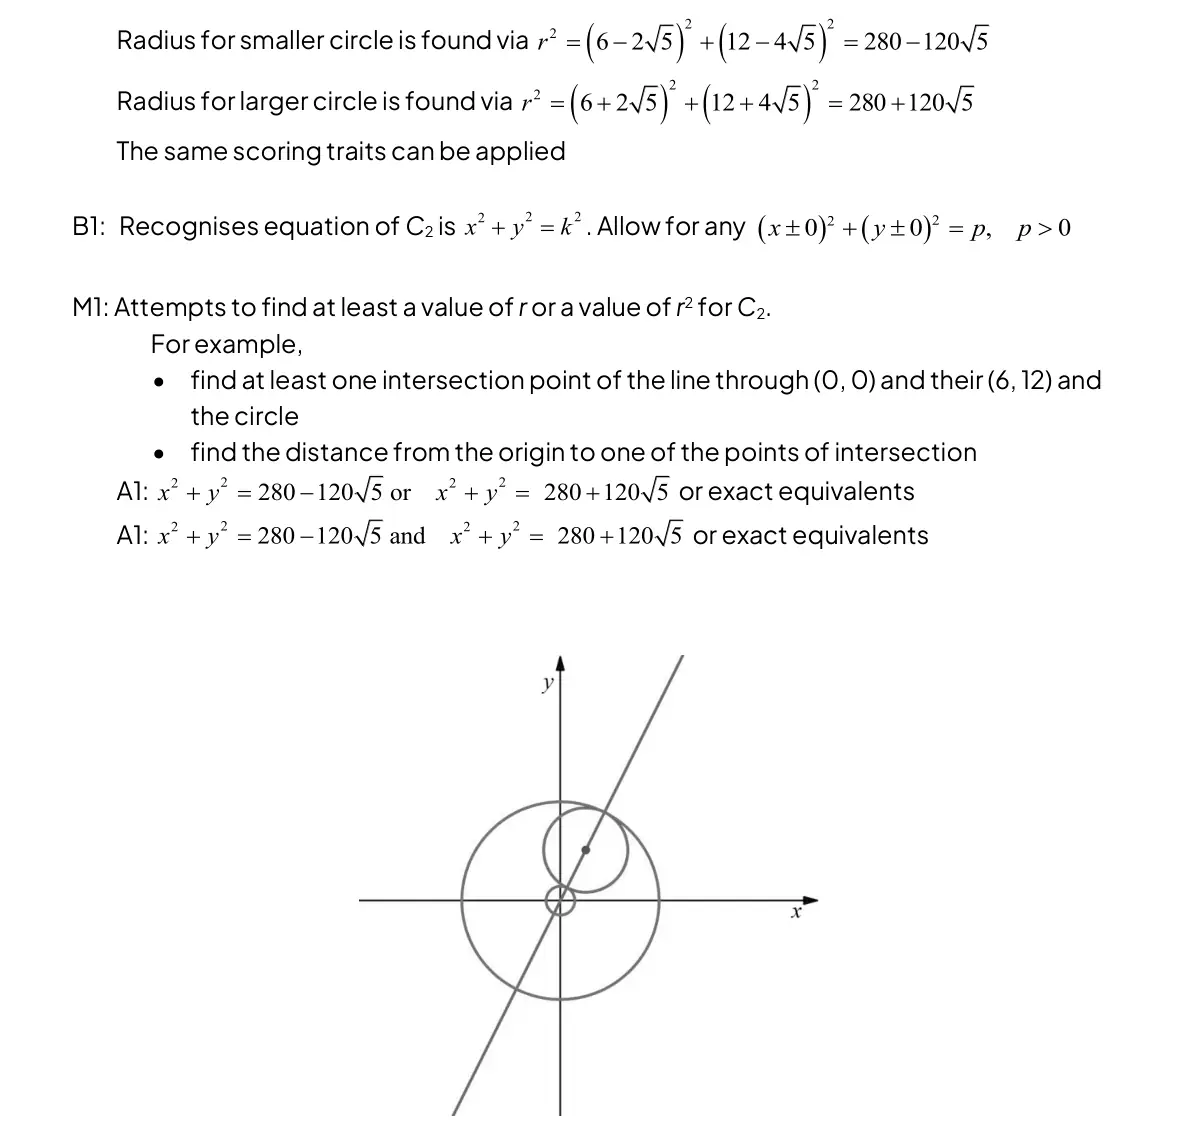 Radius for smaller circle is found via r² = (6 − 2√5)² + (12 − 4√5)² = 280 − 120√5
Radius for larger circle is found via r² = (6 + 2√5)² + (12 + 4√5)² = 280 + 120√5
The same scoring traits can be applied
B1: Recognises equation of C₂ is x² + y² = k². Allow for any (x ± 0)² + (y ± 0)² = p, p > 0
M1: Attempts to find at least a value of r or a value of r² for C₂.
For example,
• find at least one intersection point of the line through (0, 0) and their (6, 12) and
the circle
• find the distance from the origin to one of the points of intersection
A1: x² + y² = 280 − 120√5 or x² + y² = 280 + 120√5 or exact equivalents
A1: x² + y² = 280 − 120√5 and x² + y² = 280 + 120√5 or exact equivalents
y
x